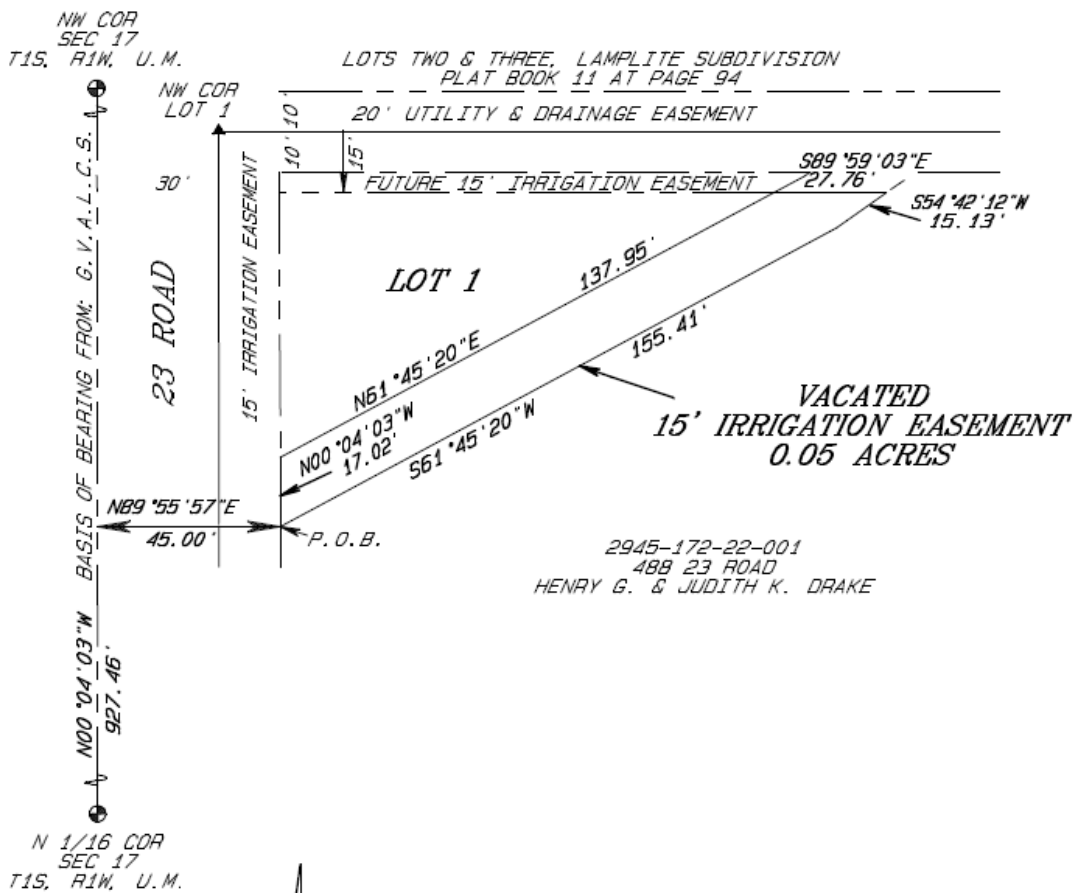 NW COR
SEC 17
T1S, R1W, U.M.
LOTS TWO & THREE, LAMPLITE SUBDIVISION
PLAT BOOK 11 AT PAGE 94
NW COR
LOT 1
10' 10'
20' UTILITY & DRAINAGE EASEMENT
15'
30'
FUTURE 15' IRRIGATION EASEMENT
S89°59'03"E
27.76'
S54°42'12"W
15.13'
BASIS OF BEARING FROM: G.V.A.L.C.S.
23 ROAD
15' IRRIGATION EASEMENT
LOT 1
137.95'
N61°45'20"E
155.41'
S61°45'20"W
N00°04'03"W
17.02'
VACATED
15' IRRIGATION EASEMENT
0.05 ACRES
N89°55'57"E
45.00'
P.O.B.
2945-172-22-001
488 23 ROAD
HENRY G. & JUDITH K. DRAKE
N00°04'03"W
927.46'
N 1/16 COR
SEC 17
T1S, R1W, U.M.